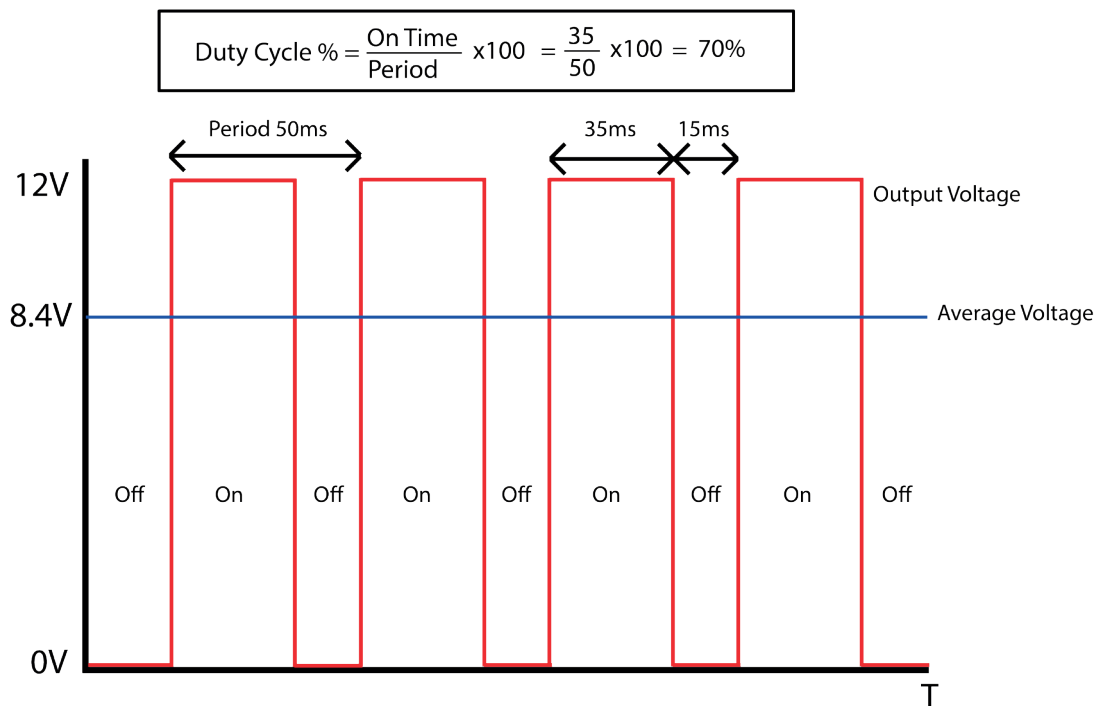 Duty Cycle % = On Time / Period x100 = 35 / 50 x100 = 70%
Period 50ms
35ms
15ms
12V
Output Voltage
8.4V
Average Voltage
Off On Off On Off On Off On Off
0V
T